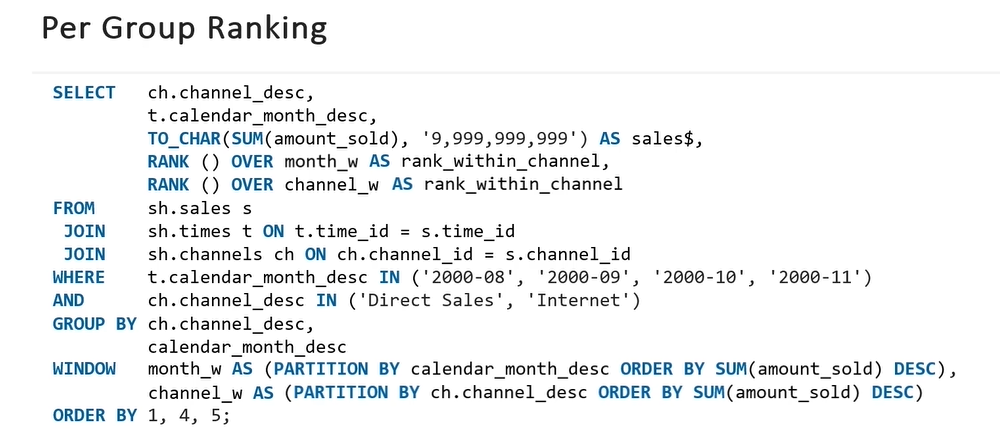 Per Group Ranking
SELECT ch.channel_desc,
t.calendar_month_desc,
TO_CHAR(SUM(amount_sold), '9,999,999,999') AS sales$,
RANK () OVER month_w AS rank_within_channel,
RANK () OVER channel_w AS rank_within_channel
FROM sh.sales s
JOIN sh.times t ON t.time_id = s.time_id
JOIN sh.channels ch ON ch.channel_id = s.channel_id
WHERE t.calendar_month_desc IN ('2000-08', '2000-09', '2000-10', '2000-11')
AND ch.channel_desc IN ('Direct Sales', 'Internet')
GROUP BY ch.channel_desc,
calendar_month_desc
WINDOW month_w AS (PARTITION BY calendar_month_desc ORDER BY SUM(amount_sold) DESC),
channel_w AS (PARTITION BY ch.channel_desc ORDER BY SUM(amount_sold) DESC)
ORDER BY 1, 4, 5;